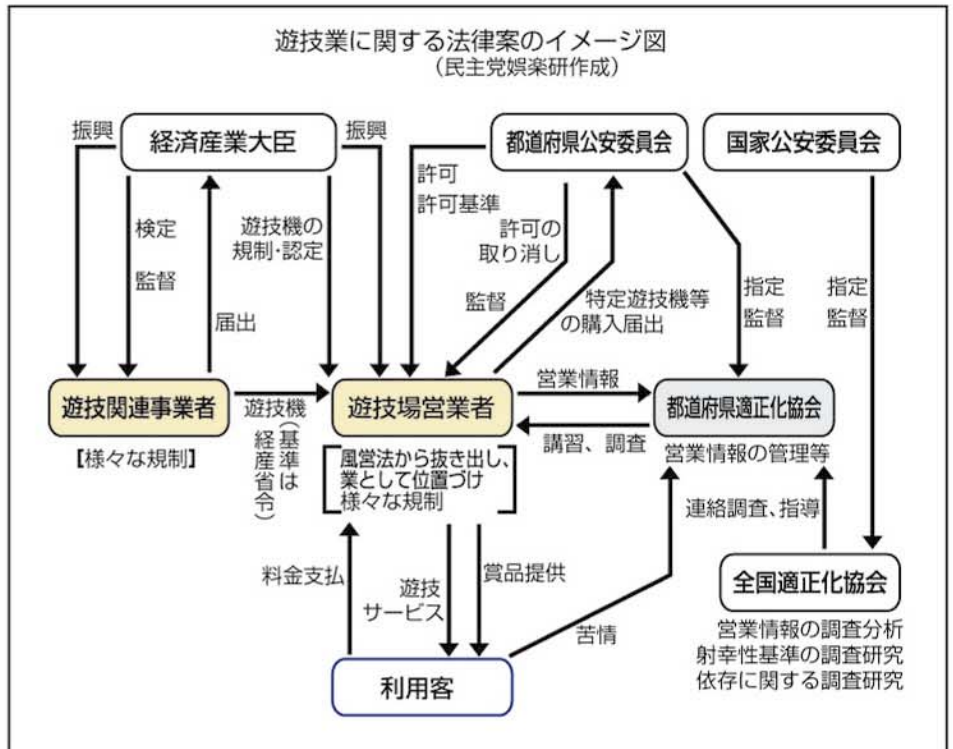 遊技業に関する法律案のイメージ図
（民主党娯楽研作成）
経済産業大臣
都道府県公安委員会
国家公安委員会
振興
振興
検定
監督
届出
遊技機の
規制・認定
許可
許可基準
許可の
取り消し
監督
特定遊技機等
の購入届出
指定
監督
指定
監督
遊技関連事業者
【様々な規制】
遊技機
（基準は
経産省令）
遊技場営業者
風営法から抜き出し、
業として位置づけ
様々な規制
営業情報
講習、調査
都道府県適正化協会
営業情報の管理等
連絡調査、指導
全国適正化協会
営業情報の調査分析
射幸性基準の調査研究
依存に関する調査研究
料金支払
遊技
サービス
賞品提供
苦情
利用客